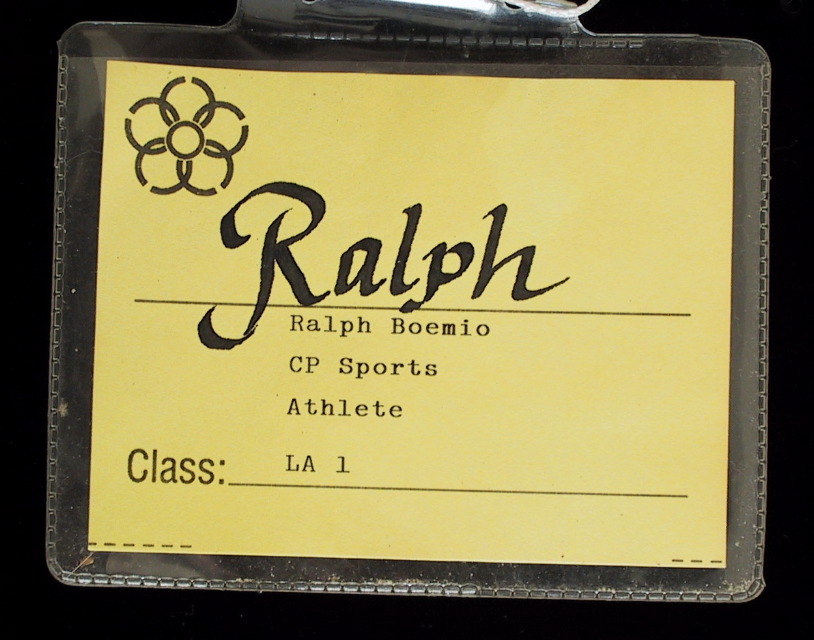 Ralph
Ralph Boemio
CP Sports
Athlete
Class: LA 1